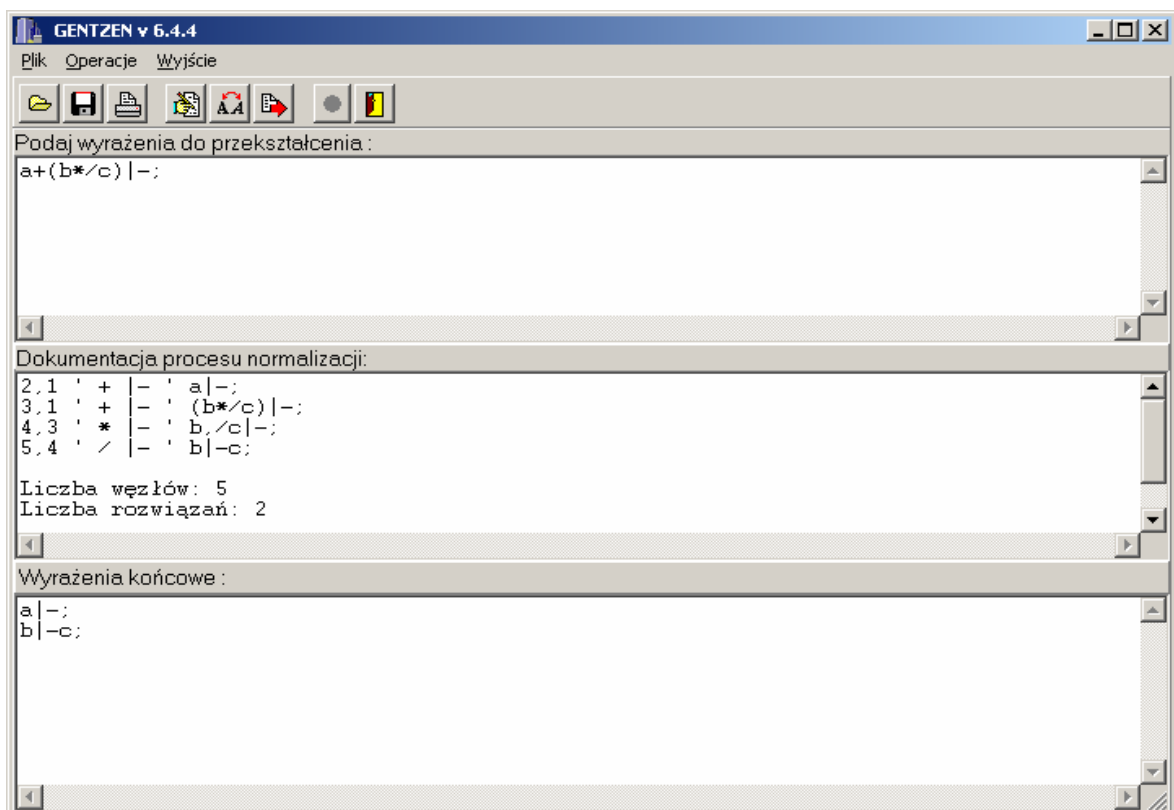 GENTZEN v 6.4.4
Plik Operacje Wyjście
Podaj wyrażenia do przekształcenia :
a+(b*/c)|-;
Dokumentacja procesu normalizacji:
2,1 ' + |- ' a|-;
3,1 ' + |- ' (b*/c)|-;
4,3 ' * |- ' b,/c|-;
5,4 ' / |- ' b|-c;
Liczba węzłów: 5
Liczba rozwiązań: 2
Wyrażenia końcowe :
a|-;
b|-c;